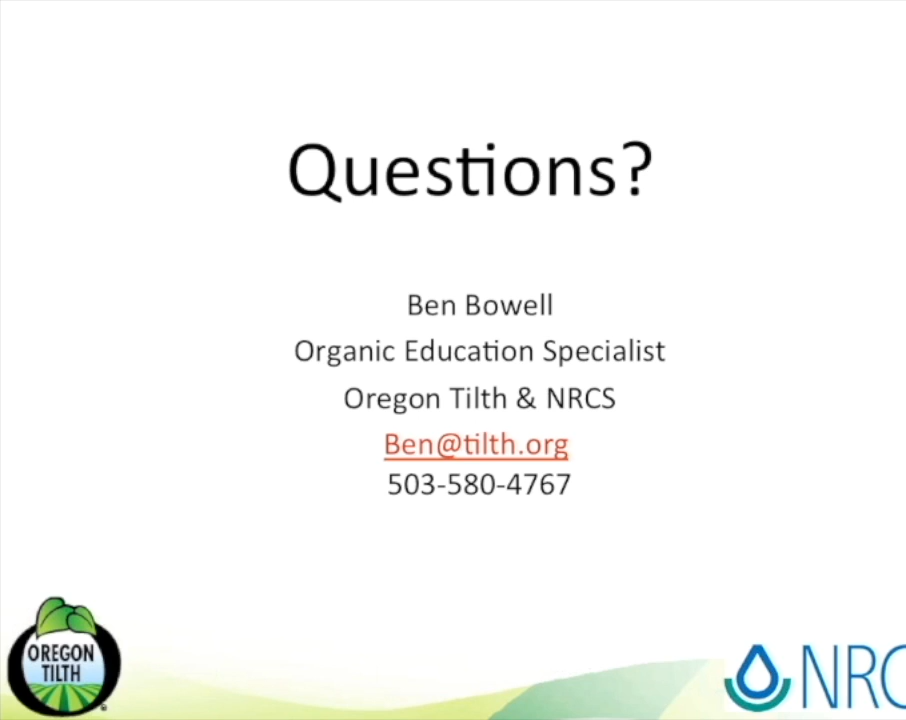 Questions?
Ben Bowell
Organic Education Specialist
Oregon Tilth & NRCS
Ben@tilth.org
503-580-4767
OREGON
TILTH
NRC